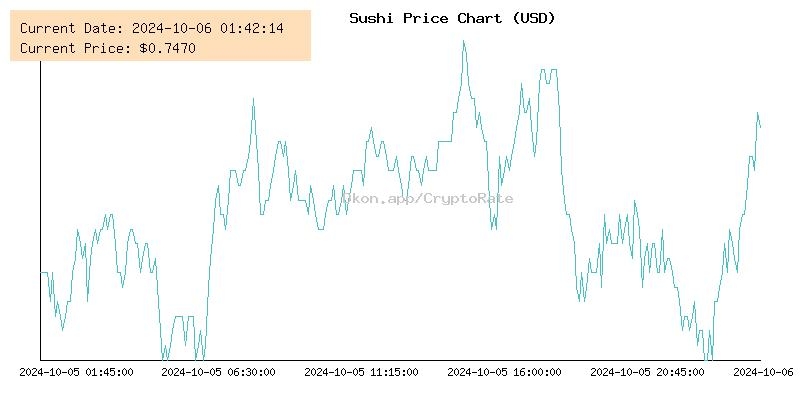 Sushi Price Chart (USD)
Current Date: 2024-10-06 01:42:14
Current Price: $0.7470
Ukon.app/CryptoRate
2024-10-05 01:45:00 2024-10-05 06:30:00 2024-10-05 11:15:00 2024-10-05 16:00:00 2024-10-05 20:45:00 2024-10-06